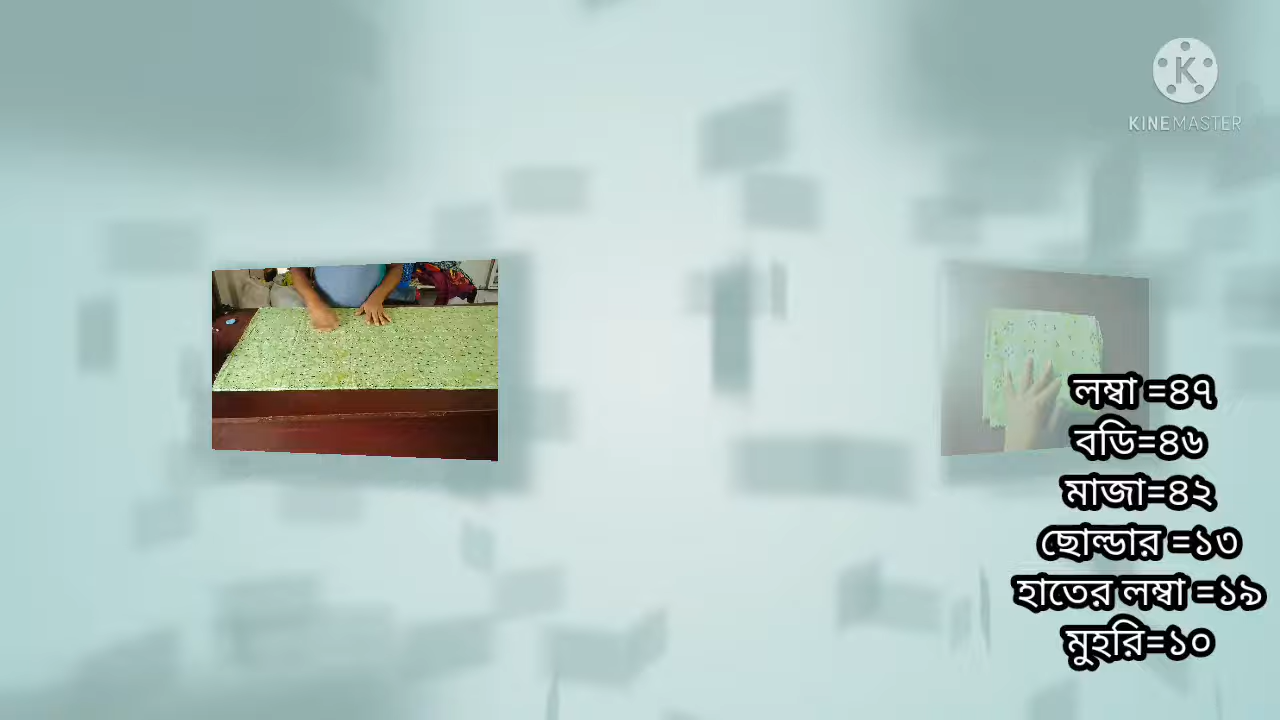 KINEMASTER
লম্বা =৪৭
বডি=৪৬
মাজা=৪২
ছোল্ডার =১৩
হাতের লম্বা =১৯
মুহরি=১০